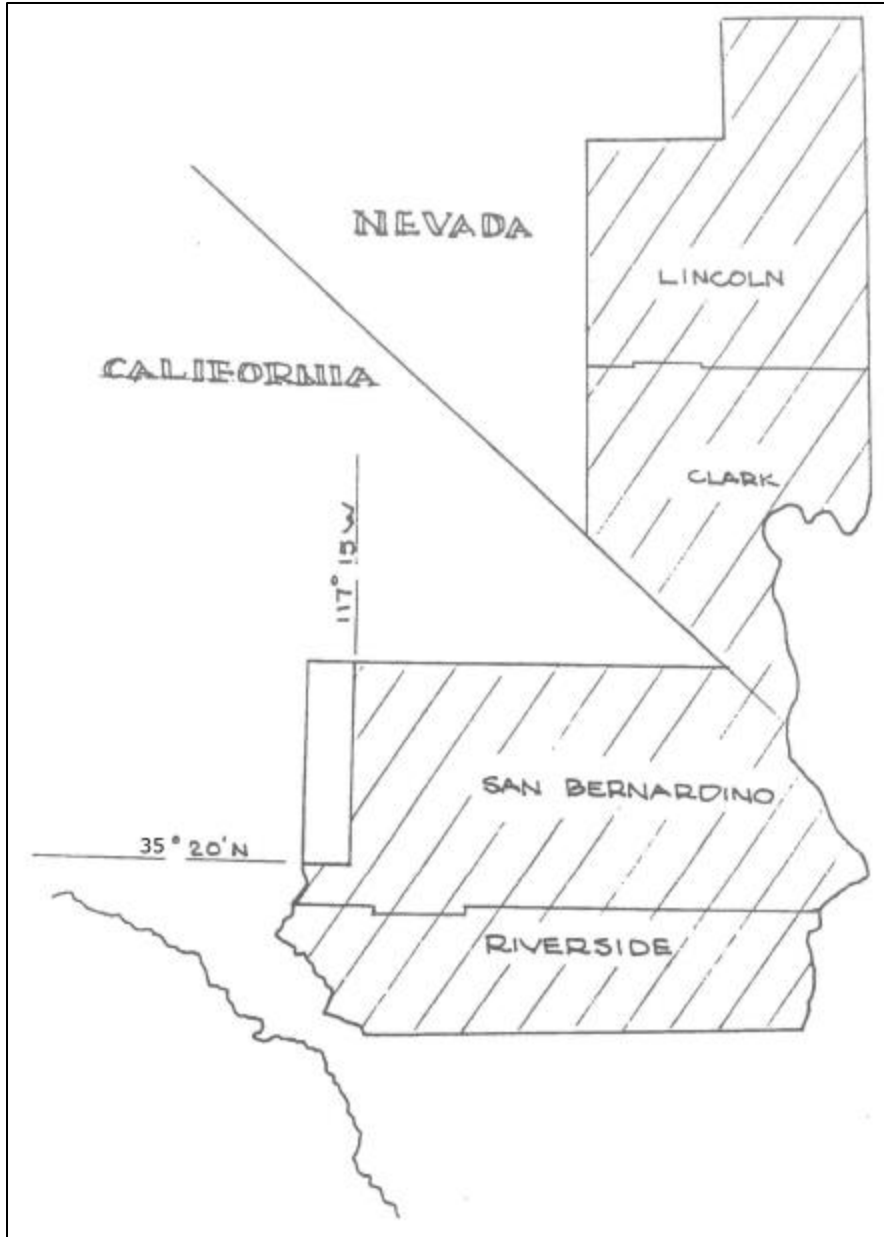 NEVADA
LINCOLN
CALIFORNIA
CLARK
117° 15 W
SAN BERNARDINO
35° 20' N
RIVERSIDE